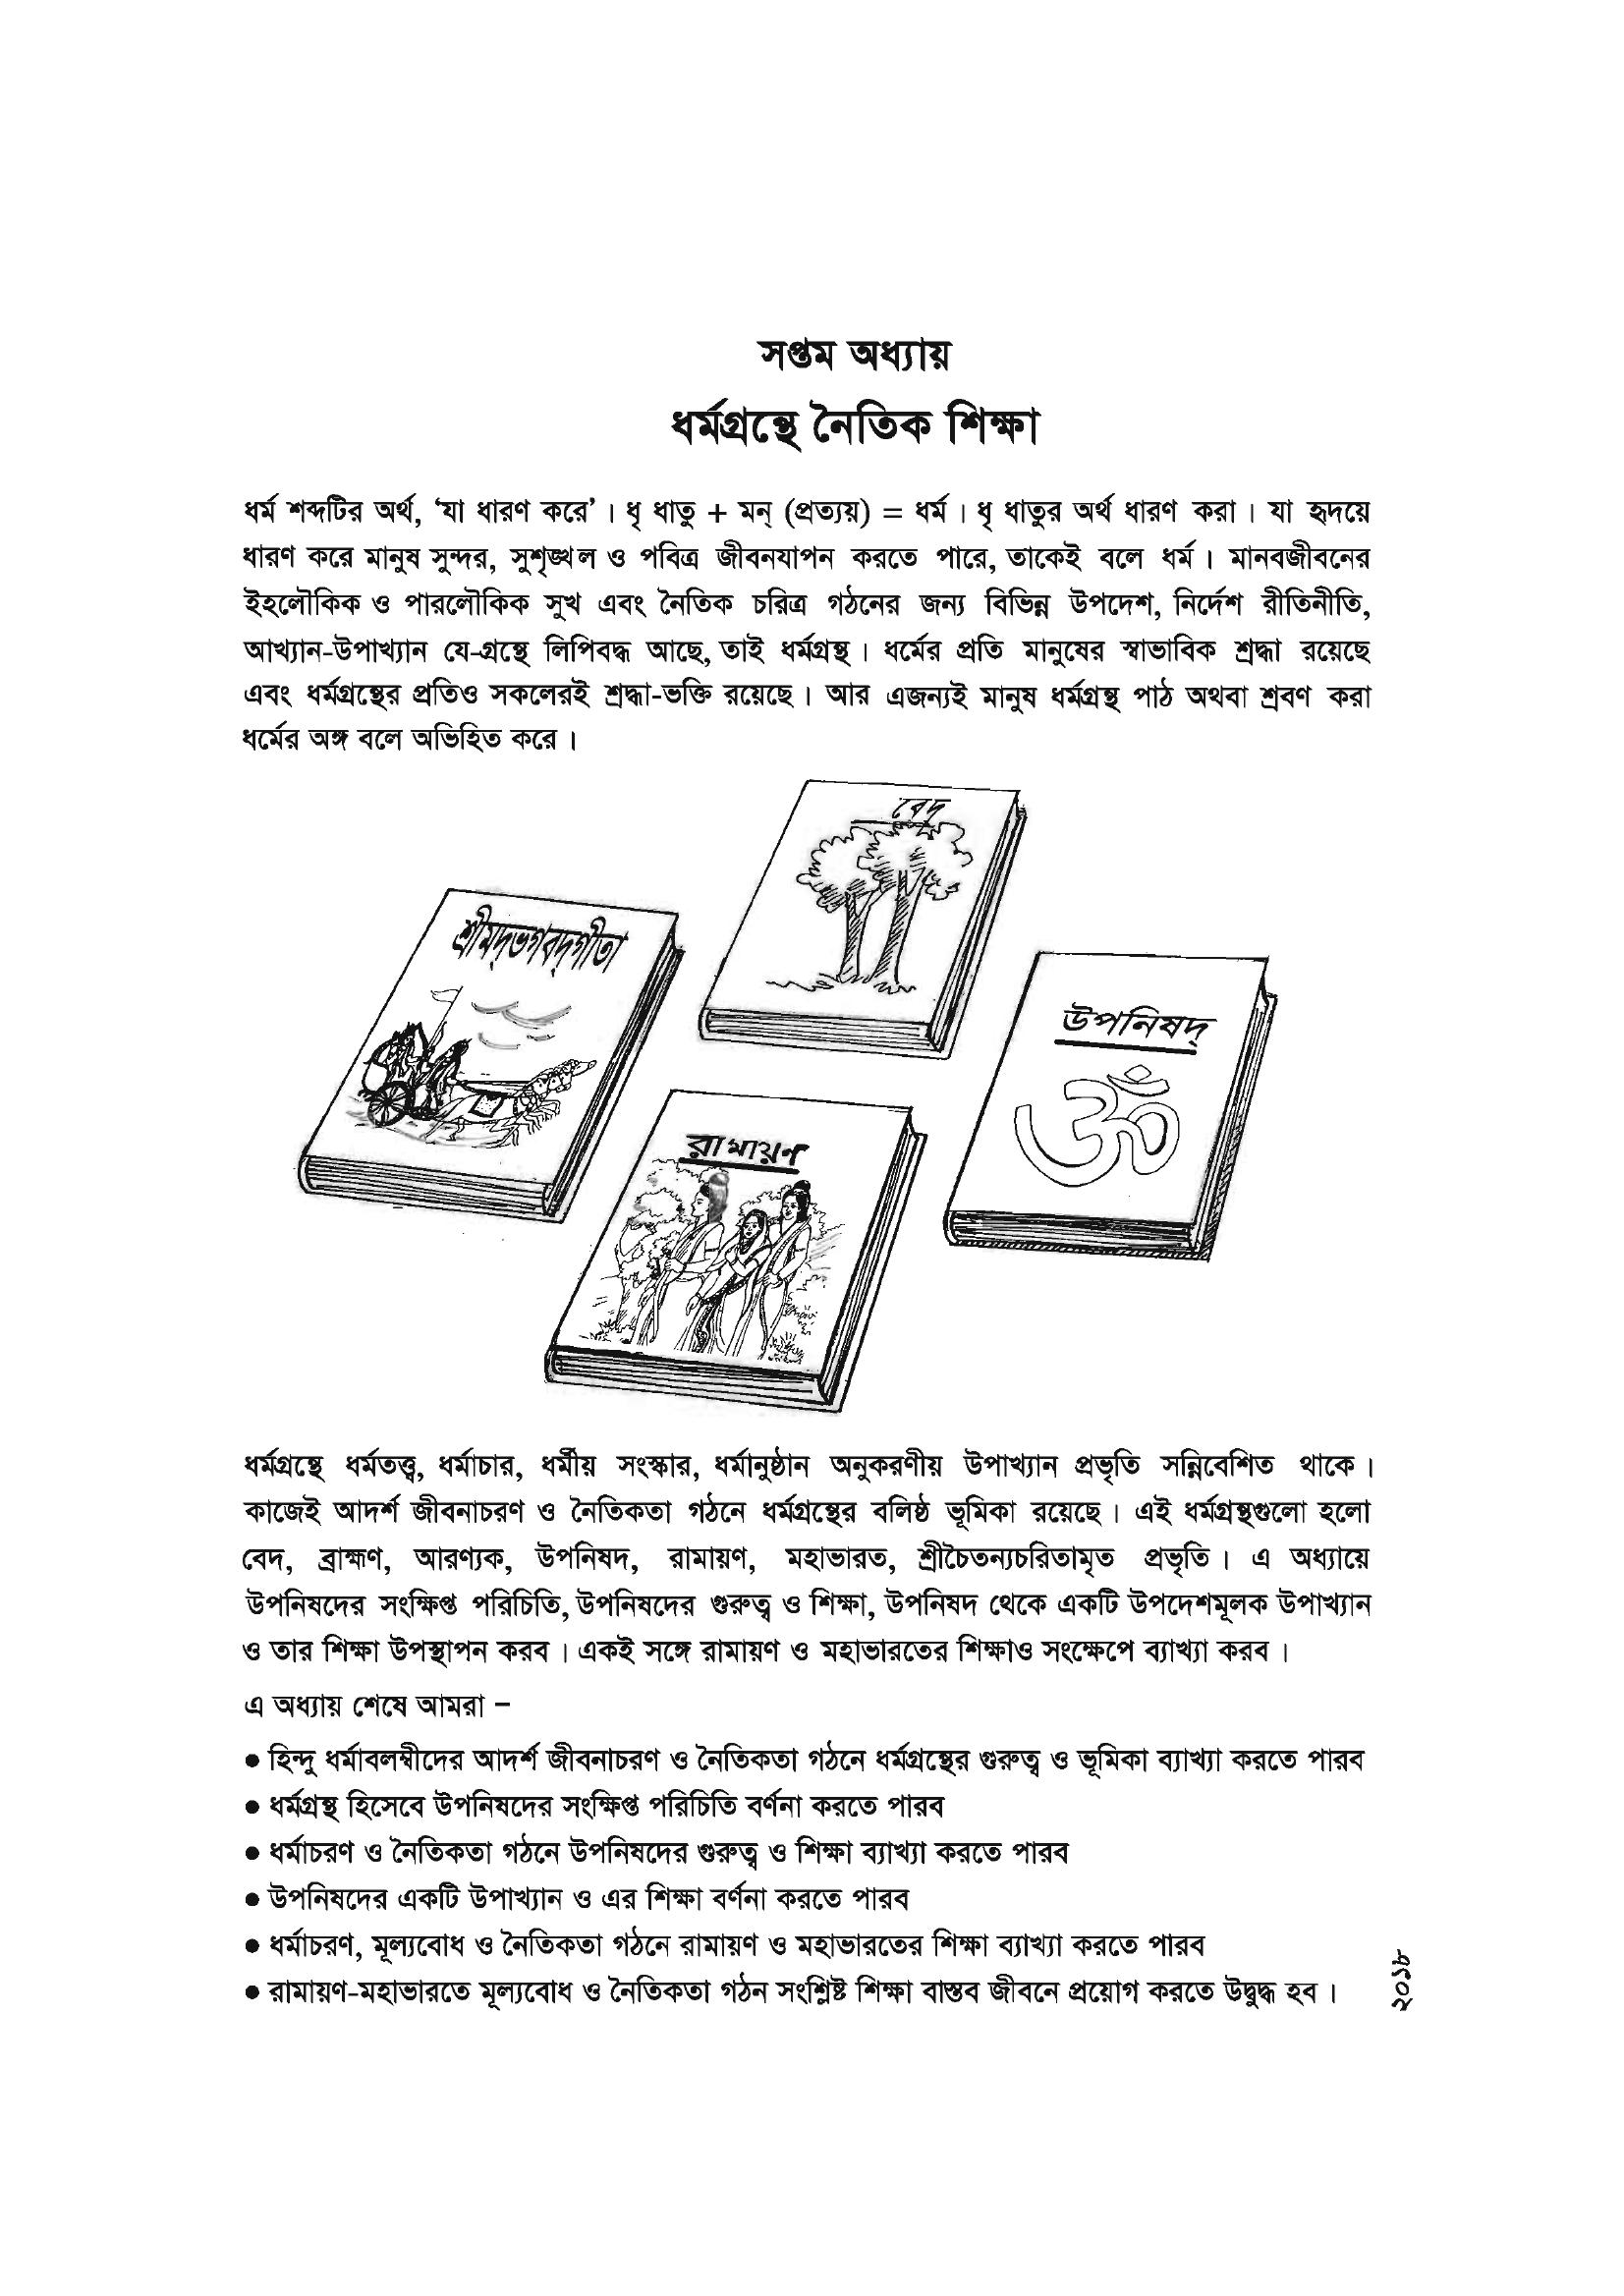 সপ্তম অধ্যায়
ধর্মগ্রন্থে নৈতিক শিক্ষা
ধর্ম শব্দটির অর্থ, ‘যা ধারণ করে’। ধৃ ধাতু + মন্ (প্রত্যয়) = ধর্ম। ধৃ ধাতুর অর্থ ধারণ করা। যা হৃদয়ে
ধারণ করে মানুষ সুন্দর, সুশৃঙ্খল ও পবিত্র জীবনযাপন করতে পারে, তাকেই বলে ধর্ম। মানবজীবনের
ইহলৌকিক ও পারলৌকিক সুখ এবং নৈতিক চরিত্র গঠনের জন্য বিভিন্ন উপদেশ, নির্দেশ রীতিনীতি,
আখ্যান-উপাখ্যান যে-গ্রন্থে লিপিবদ্ধ আছে, তাই ধর্মগ্রন্থ। ধর্মের প্রতি মানুষের স্বাভাবিক শ্রদ্ধা রয়েছে
এবং ধর্মগ্রন্থের প্রতিও সকলেরই শ্রদ্ধা-ভক্তি রয়েছে। আর এজন্যই মানুষ ধর্মগ্রন্থ পাঠ অথবা শ্রবণ করা
ধর্মের অঙ্গ বলে অভিহিত করে।
বেদ
শ্রীমদ্ভগবদ্গীতা
উপনিষদ্
রামায়ণ
ধর্মগ্রন্থে ধর্মতত্ত্ব, ধর্মাচার, ধর্মীয় সংস্কার, ধর্মানুষ্ঠান অনুকরণীয় উপাখ্যান প্রভৃতি সন্নিবেশিত থাকে।
কাজেই আদর্শ জীবনাচরণ ও নৈতিকতা গঠনে ধর্মগ্রন্থের বলিষ্ঠ ভূমিকা রয়েছে। এই ধর্মগ্রন্থগুলো হলো
বেদ, ব্রাহ্মণ, আরণ্যক, উপনিষদ, রামায়ণ, মহাভারত, শ্রীচৈতন্যচরিতামৃত প্রভৃতি। এ অধ্যায়ে
উপনিষদের সংক্ষিপ্ত পরিচিতি, উপনিষদের গুরুত্ব ও শিক্ষা, উপনিষদ থেকে একটি উপদেশমূলক উপাখ্যান
ও তার শিক্ষা উপস্থাপন করব। একই সঙ্গে রামায়ণ ও মহাভারতের শিক্ষাও সংক্ষেপে ব্যাখ্যা করব।
এ অধ্যায় শেষে আমরা –
● হিন্দু ধর্মাবলম্বীদের আদর্শ জীবনাচরণ ও নৈতিকতা গঠনে ধর্মগ্রন্থের গুরুত্ব ও ভূমিকা ব্যাখ্যা করতে পারব
● ধর্মগ্রন্থ হিসেবে উপনিষদের সংক্ষিপ্ত পরিচিতি বর্ণনা করতে পারব
● ধর্মাচরণ ও নৈতিকতা গঠনে উপনিষদের গুরুত্ব ও শিক্ষা ব্যাখ্যা করতে পারব
● উপনিষদের একটি উপাখ্যান ও এর শিক্ষা বর্ণনা করতে পারব
● ধর্মাচরণ, মূল্যবোধ ও নৈতিকতা গঠনে রামায়ণ ও মহাভারতের শিক্ষা ব্যাখ্যা করতে পারব
● রামায়ণ-মহাভারতে মূল্যবোধ ও নৈতিকতা গঠন সংশ্লিষ্ট শিক্ষা বাস্তব জীবনে প্রয়োগ করতে উদ্বুদ্ধ হব।
২০১৮